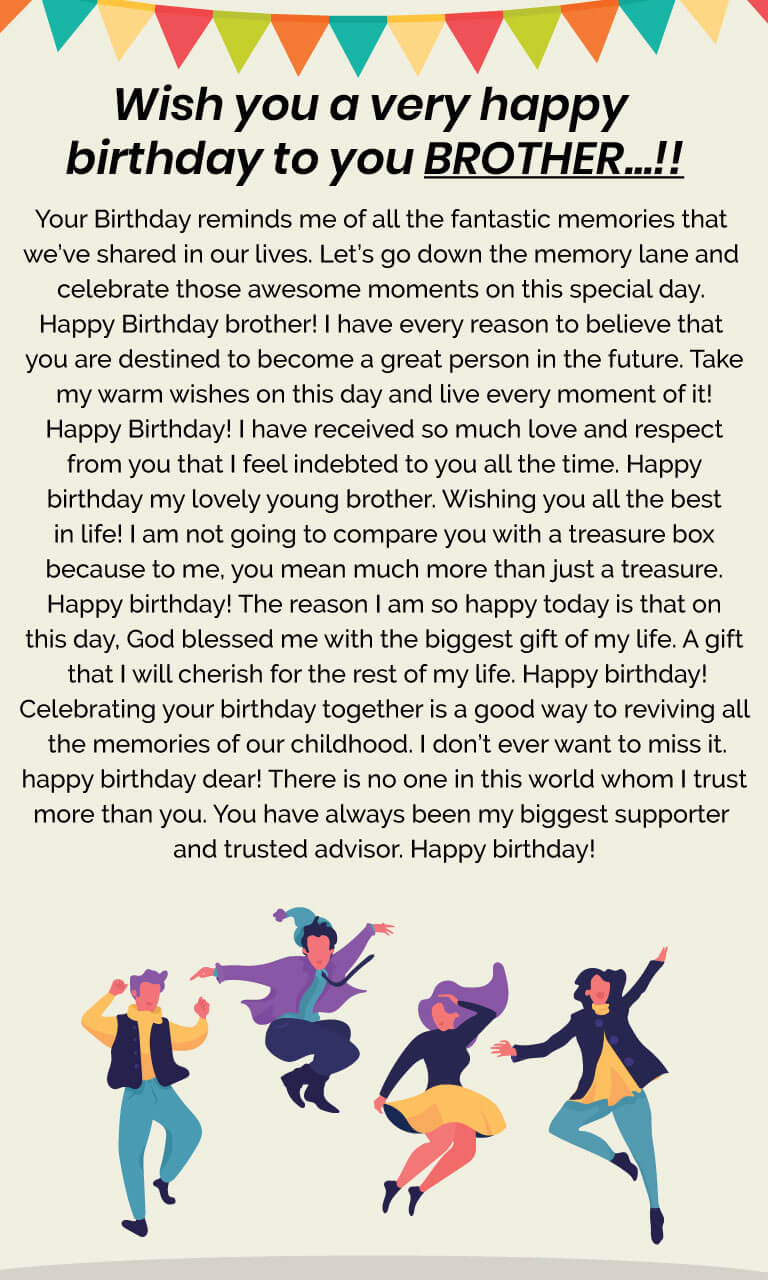 Wish you a very happy
birthday to you BROTHER...!!
Your Birthday reminds me of all the fantastic memories that
we've shared in our lives. Let's go down the memory lane and
celebrate those awesome moments on this special day.
Happy Birthday brother! I have every reason to believe that
you are destined to become a great person in the future. Take
my warm wishes on this day and live every moment of it!
Happy Birthday! I have received so much love and respect
from you that I feel indebted to you all the time. Happy
birthday my lovely young brother. Wishing you all the best
in life! I am not going to compare you with a treasure box
because to me, you mean much more than just a treasure.
Happy birthday! The reason I am so happy today is that on
this day, God blessed me with the biggest gift of my life. A gift
that I will cherish for the rest of my life. Happy birthday!
Celebrating your birthday together is a good way to reviving all
the memories of our childhood. I don't ever want to miss it.
happy birthday dear! There is no one in this world whom I trust
more than you. You have always been my biggest supporter
and trusted advisor. Happy birthday!